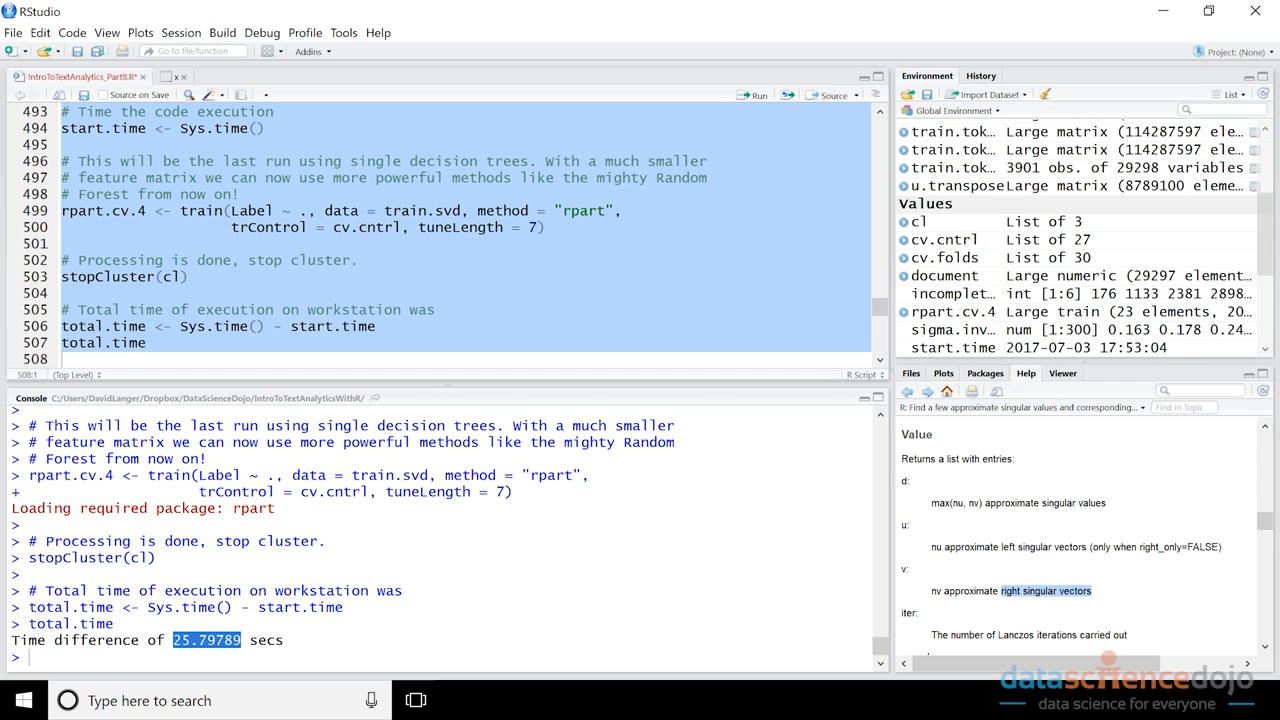 RStudio
File Edit Code View Plots Session Build Debug Profile Tools Help
Go to file/function Addins Project: (None)
IntroToTextAnalytics_Part8.R* x
Source on Save Run Source
493 # Time the code execution
494 start.time <- Sys.time()
495
496 # This will be the last run using single decision trees. With a much smaller
497 # feature matrix we can now use more powerful methods like the mighty Random
498 # Forest from now on!
499 rpart.cv.4 <- train(Label ~ ., data = train.svd, method = "rpart",
500 trControl = cv.cntrl, tuneLength = 7)
501
502 # Processing is done, stop cluster.
503 stopCluster(cl)
504
505 # Total time of execution on workstation was
506 total.time <- Sys.time() - start.time
507 total.time
508
508:1 (Top Level) R Script
Console C:/Users/DavidLanger/Dropbox/DataScienceDojo/IntroToTextAnalyticsWithR/
>
> # This will be the last run using single decision trees. With a much smaller
> # feature matrix we can now use more powerful methods like the mighty Random
> # Forest from now on!
> rpart.cv.4 <- train(Label ~ ., data = train.svd, method = "rpart",
+ trControl = cv.cntrl, tuneLength = 7)
Loading required package: rpart
>
> # Processing is done, stop cluster.
> stopCluster(cl)
>
> # Total time of execution on workstation was
> total.time <- Sys.time() - start.time
> total.time
Time difference of 25.79789 secs
>
Environment History
Import Dataset List
Global Environment
train.tok… Large matrix (114287597 ele…
train.tok… Large matrix (114287597 ele…
train.tok… 3901 obs. of 29298 variables
u.transpose Large matrix (8789100 eleme…
Values
cl List of 3
cv.cntrl List of 27
cv.folds List of 30
document Large numeric (29297 element…
incomplet… int [1:6] 176 1133 2381 2898…
rpart.cv.4 Large train (23 elements, 20…
sigma.inv… num [1:300] 0.163 0.178 0.24…
start.time 2017-07-03 17:53:04
Files Plots Packages Help Viewer
R: Find a few approximate singular values and corresponding... Find in Topic
Value
Returns a list with entries:
d:
max(nu, nv) approximate singular values
u:
nu approximate left singular vectors (only when right_only=FALSE)
v:
nv approximate right singular vectors
iter:
The number of Lanczos iterations carried out
datasciencedojo
data science for everyone
Type here to search